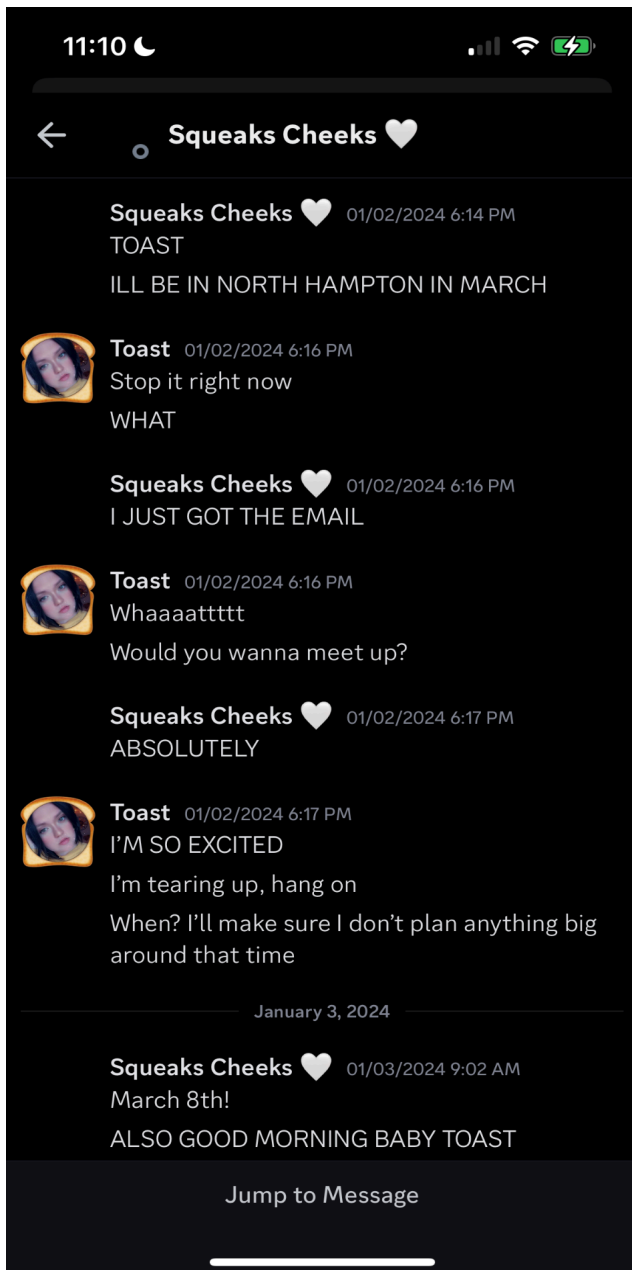 11:10
Squeaks Cheeks 🤍
Squeaks Cheeks 🤍 01/02/2024 6:14 PM
TOAST
ILL BE IN NORTH HAMPTON IN MARCH
Toast 01/02/2024 6:16 PM
Stop it right now
WHAT
Squeaks Cheeks 🤍 01/02/2024 6:16 PM
I JUST GOT THE EMAIL
Toast 01/02/2024 6:16 PM
Whaaaattttt
Would you wanna meet up?
Squeaks Cheeks 🤍 01/02/2024 6:17 PM
ABSOLUTELY
Toast 01/02/2024 6:17 PM
I’M SO EXCITED
I’m tearing up, hang on
When? I’ll make sure I don’t plan anything big
around that time
January 3, 2024
Squeaks Cheeks 🤍 01/03/2024 9:02 AM
March 8th!
ALSO GOOD MORNING BABY TOAST
Jump to Message